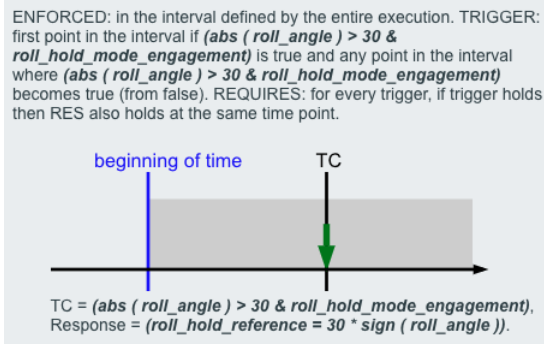 ENFORCED: in the interval defined by the entire execution. TRIGGER:
first point in the interval if (abs ( roll_angle ) > 30 &
roll_hold_mode_engagement) is true and any point in the interval
where (abs ( roll_angle ) > 30 & roll_hold_mode_engagement)
becomes true (from false). REQUIRES: for every trigger, if trigger holds
then RES also holds at the same time point.
beginning of time TC
TC = (abs ( roll_angle ) > 30 & roll_hold_mode_engagement),
Response = (roll_hold_reference = 30 * sign ( roll_angle )).